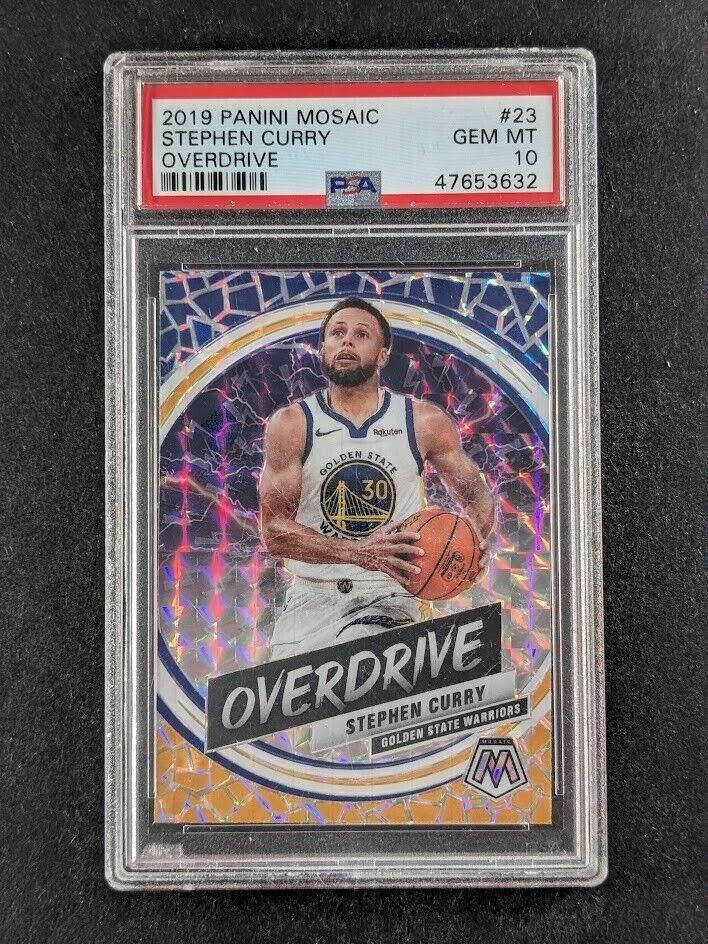 2019 PANINI MOSAIC #23
STEPHEN CURRY GEM MT
OVERDRIVE 10
PSA 47653632
Rakuten
GOLDEN STATE
30
OVERDRIVE
STEPHEN CURRY
GOLDEN STATE WARRIORS
MOSAIC
M